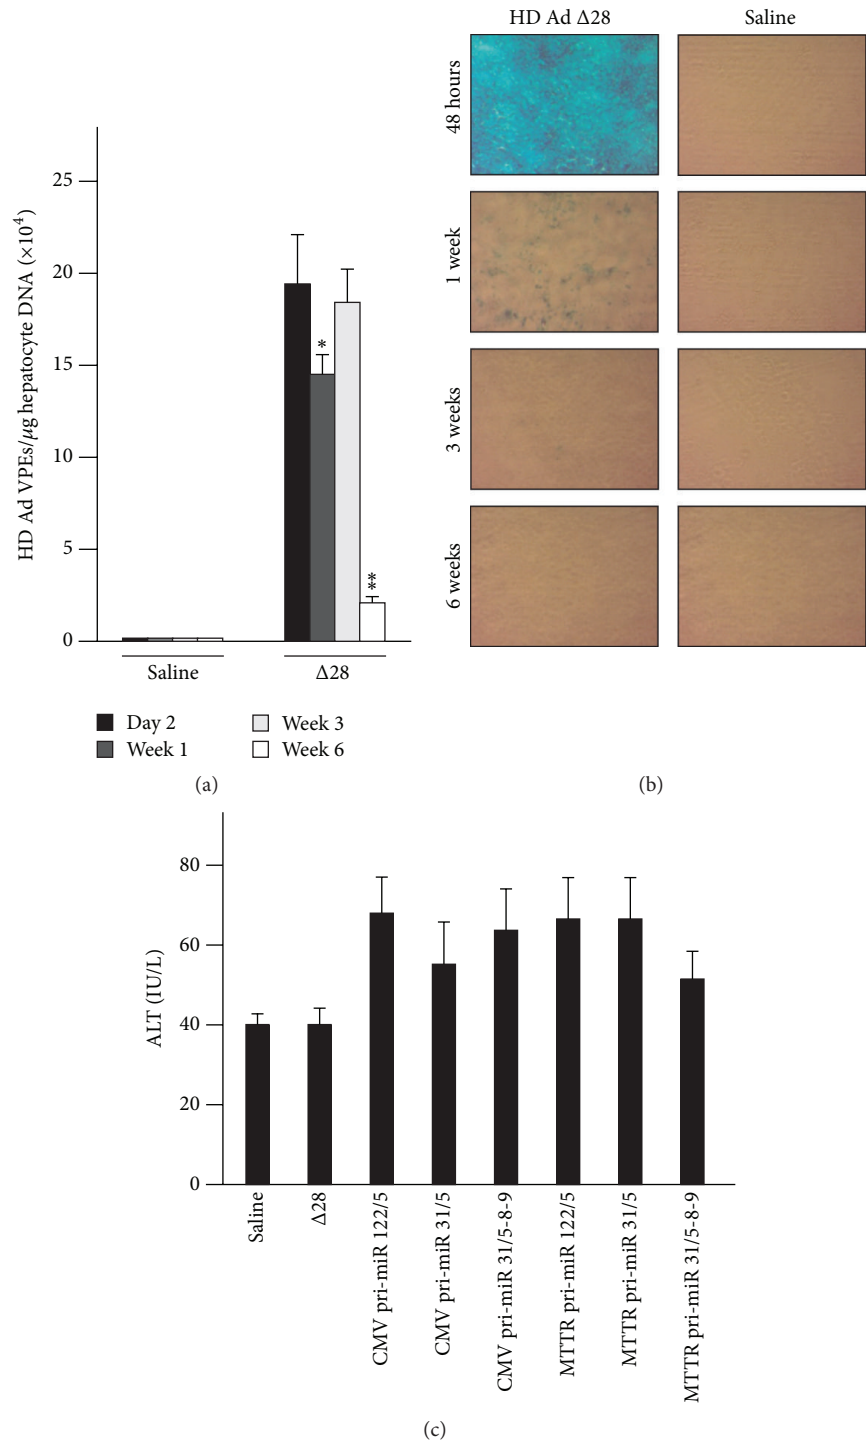 HD Ad VPEs/μg hepatocyte DNA (×10⁴)
25
20
15
10
5
0
*
**
Saline
Δ28
Day 2
Week 1
Week 3
Week 6
(a)
HD Ad Δ28
Saline
48 hours
1 week
3 weeks
6 weeks
(b)
ALT (IU/L)
80
60
40
20
0
Saline
Δ28
CMV pri-miR 122/5
CMV pri-miR 31/5
CMV pri-miR 31/5-8-9
MTTR pri-miR 122/5
MTTR pri-miR 31/5
MTTR pri-miR 31/5-8-9
(c)